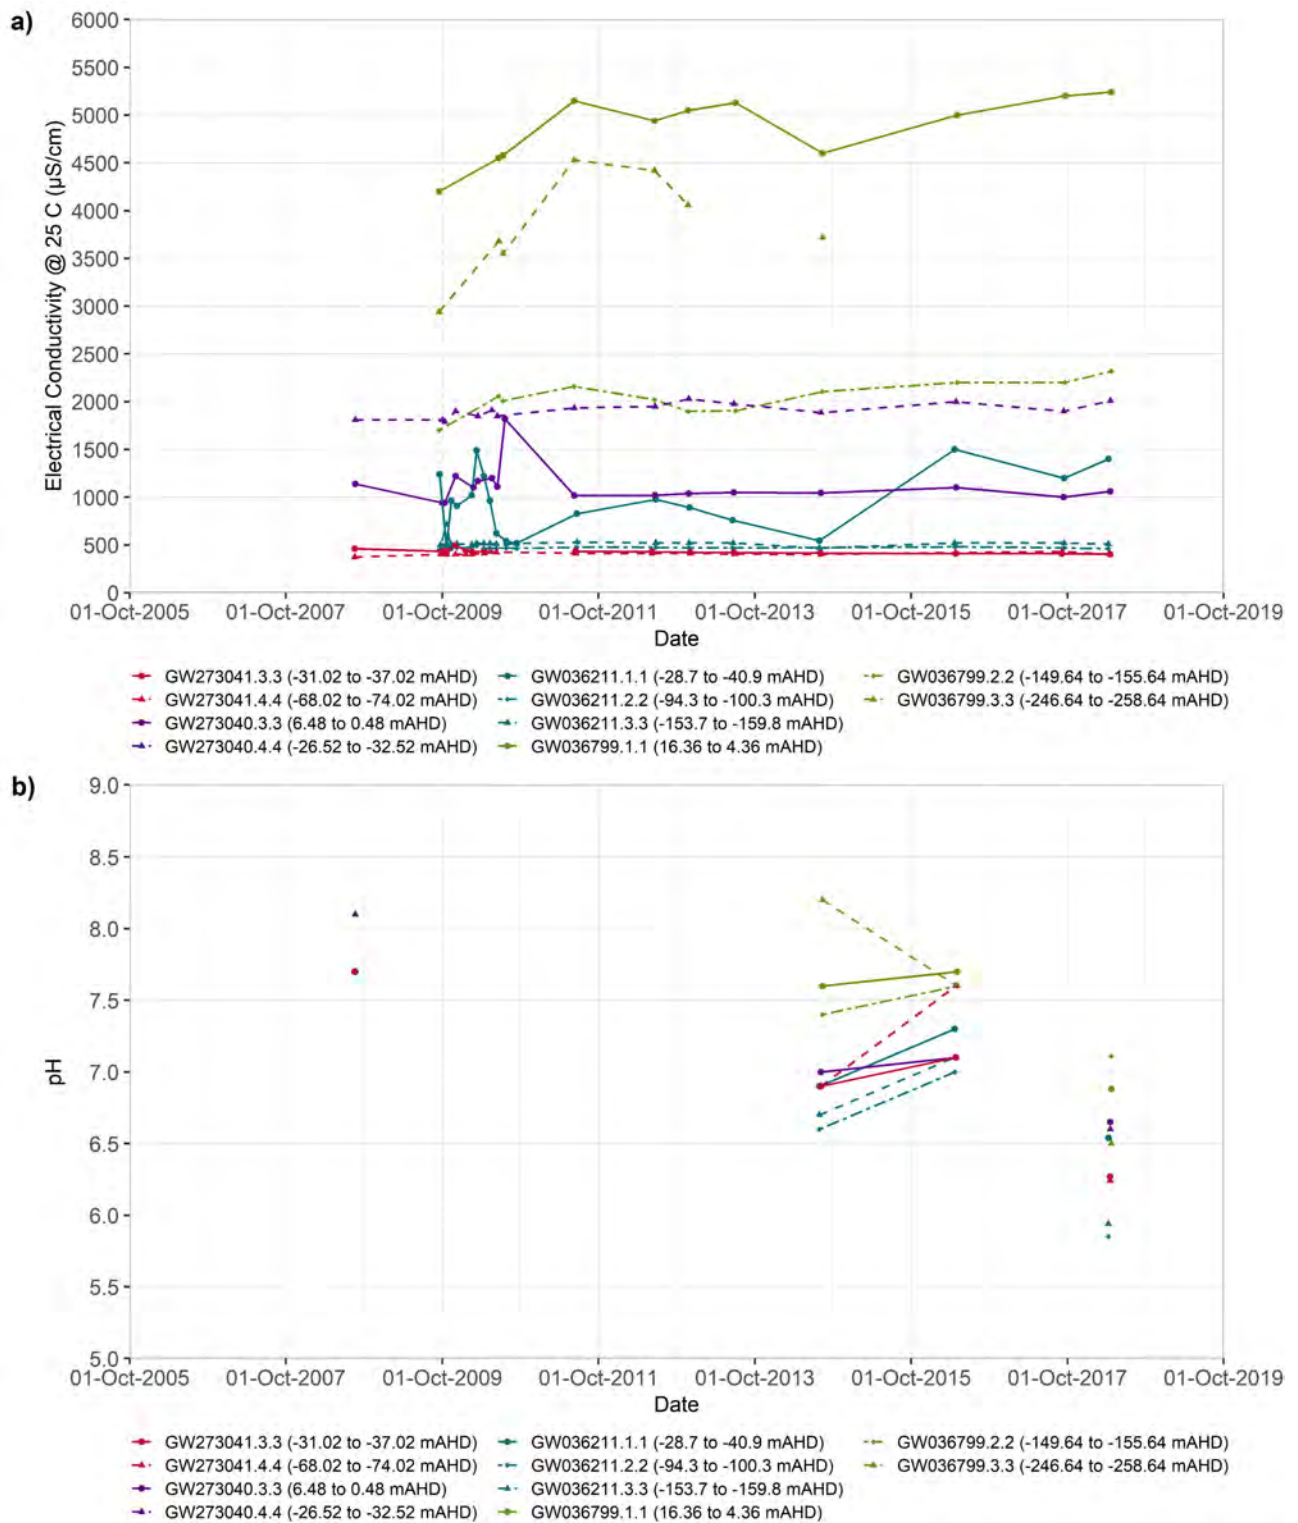 a)
6000
5500
5000
4500
4000
3500
3000
2500
2000
1500
1000
500
0
Electrical Conductivity @ 25 C (µS/cm)
01-Oct-2005 01-Oct-2007 01-Oct-2009 01-Oct-2011 01-Oct-2013 01-Oct-2015 01-Oct-2017 01-Oct-2019
Date
GW273041.3.3 (-31.02 to -37.02 mAHD) GW036211.1.1 (-28.7 to -40.9 mAHD) GW036799.2.2 (-149.64 to -155.64 mAHD)
GW273041.4.4 (-68.02 to -74.02 mAHD) GW036211.2.2 (-94.3 to -100.3 mAHD) GW036799.3.3 (-246.64 to -258.64 mAHD)
GW273040.3.3 (6.48 to 0.48 mAHD) GW036211.3.3 (-153.7 to -159.8 mAHD)
GW273040.4.4 (-26.52 to -32.52 mAHD) GW036799.1.1 (16.36 to 4.36 mAHD)
b)
9.0
8.5
8.0
7.5
7.0
6.5
6.0
5.5
5.0
pH
01-Oct-2005 01-Oct-2007 01-Oct-2009 01-Oct-2011 01-Oct-2013 01-Oct-2015 01-Oct-2017 01-Oct-2019
Date
GW273041.3.3 (-31.02 to -37.02 mAHD) GW036211.1.1 (-28.7 to -40.9 mAHD) GW036799.2.2 (-149.64 to -155.64 mAHD)
GW273041.4.4 (-68.02 to -74.02 mAHD) GW036211.2.2 (-94.3 to -100.3 mAHD) GW036799.3.3 (-246.64 to -258.64 mAHD)
GW273040.3.3 (6.48 to 0.48 mAHD) GW036211.3.3 (-153.7 to -159.8 mAHD)
GW273040.4.4 (-26.52 to -32.52 mAHD) GW036799.1.1 (16.36 to 4.36 mAHD)